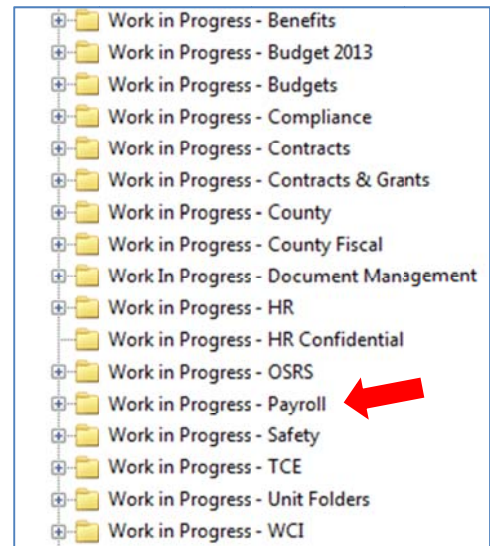 Work in Progress - Benefits
Work in Progress - Budget 2013
Work in Progress - Budgets
Work in Progress - Compliance
Work in Progress - Contracts
Work in Progress - Contracts & Grants
Work in Progress - County
Work in Progress - County Fiscal
Work In Progress - Document Management
Work in Progress - HR
Work in Progress - HR Confidential
Work in Progress - OSRS
Work in Progress - Payroll
Work in Progress - Safety
Work in Progress - TCE
Work in Progress - Unit Folders
Work in Progress - WCI